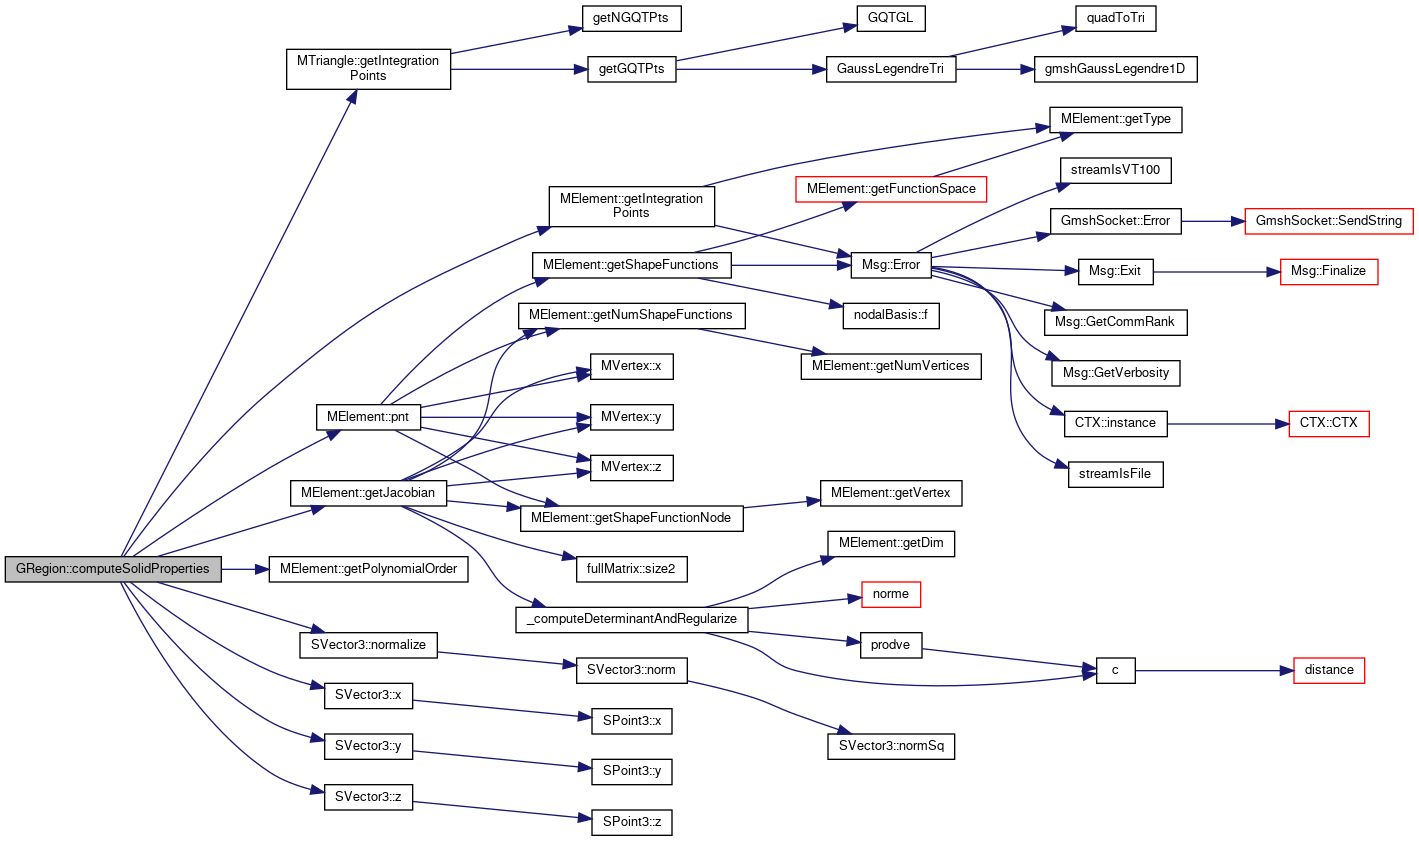 getNGQTPts
GQTGL
quadToTri
MTriangle::getIntegration
Points
getGQTPts
GaussLegendreTri
gmshGaussLegendre1D
MElement::getType
streamIsVT100
MElement::getIntegration
Points
MElement::getFunctionSpace
GmshSocket::Error
GmshSocket::SendString
MElement::getShapeFunctions
Msg::Error
Msg::Exit
Msg::Finalize
MElement::getNumShapeFunctions
nodalBasis::f
Msg::GetCommRank
MVertex::x
MElement::getNumVertices
Msg::GetVerbosity
MElement::pnt
MVertex::y
CTX::instance
CTX::CTX
MVertex::z
streamIsFile
MElement::getJacobian
MElement::getShapeFunctionNode
MElement::getVertex
GRegion::computeSolidProperties
MElement::getPolynomialOrder
fullMatrix::size2
MElement::getDim
_computeDeterminantAndRegularize
norme
SVector3::normalize
prodve
SVector3::norm
c
distance
SVector3::x
SPoint3::x
SVector3::y
SVector3::normSq
SPoint3::y
SVector3::z
SPoint3::z